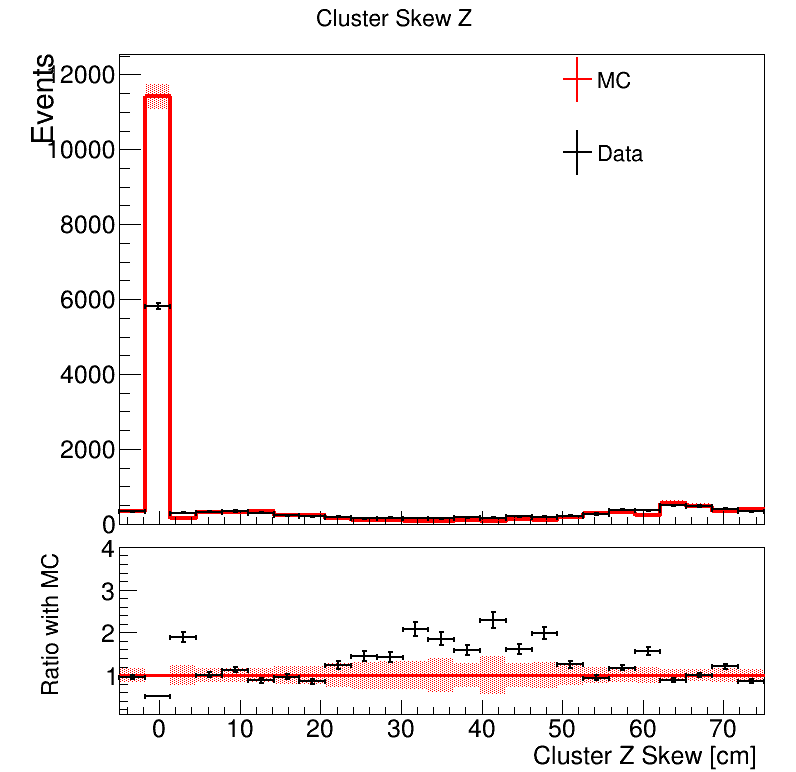 Cluster Skew Z
Events
12000
10000
8000
6000
4000
2000
0
MC
Data
Ratio with MC
4
3
2
1
0 10 20 30 40 50 60 70
Cluster Z Skew [cm]